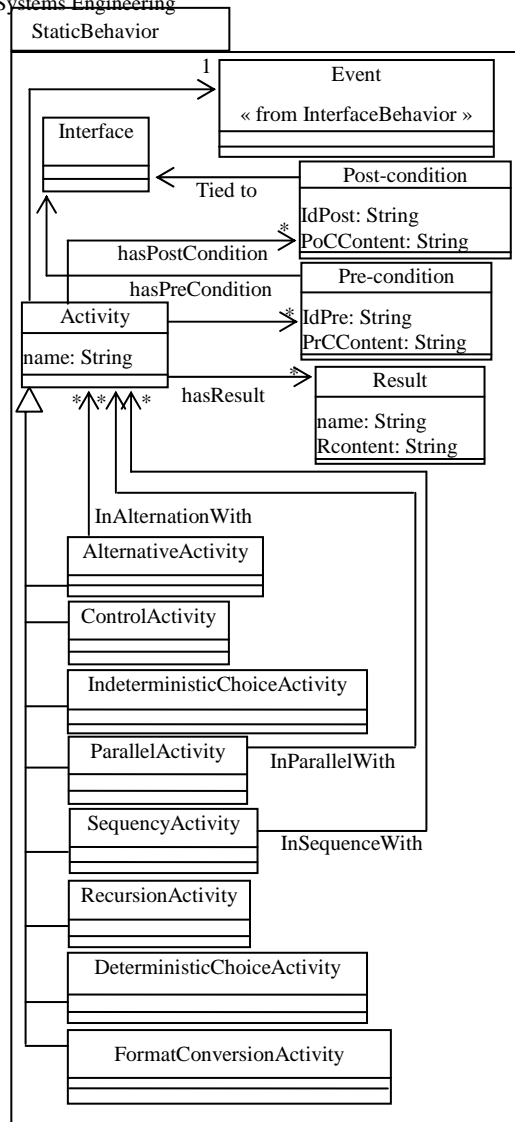 Systems Engineering
StaticBehavior
1
Event
« from InterfaceBehavior »
Interface
Post-condition
Tied to
IdPost: String
PoCContent: String
*
hasPostCondition
Pre-condition
hasPreCondition
Activity
*
IdPre: String
PrCContent: String
name: String
Result
*
hasResult
* * *
name: String
Rcontent: String
InAlternationWith
AlternativeActivity
ControlActivity
IndeterministicChoiceActivity
ParallelActivity
InParallelWith
SequencyActivity
InSequenceWith
RecursionActivity
DeterministicChoiceActivity
FormatConversionActivity